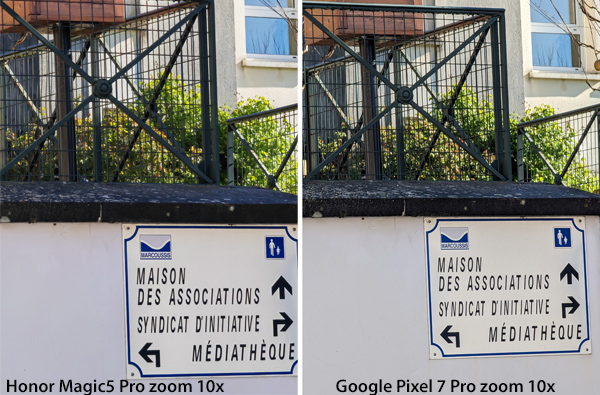 MARCOUSSIS
MAISON
DES ASSOCIATIONS
SYNDICAT D'INITIATIVE
MÉDIATHÈQUE
Honor Magic5 Pro zoom 10x
MARCOUSSIS
MAISON
DES ASSOCIATIONS
SYNDICAT D'INITIATIVE
MÉDIATHÈQUE
Google Pixel 7 Pro zoom 10x